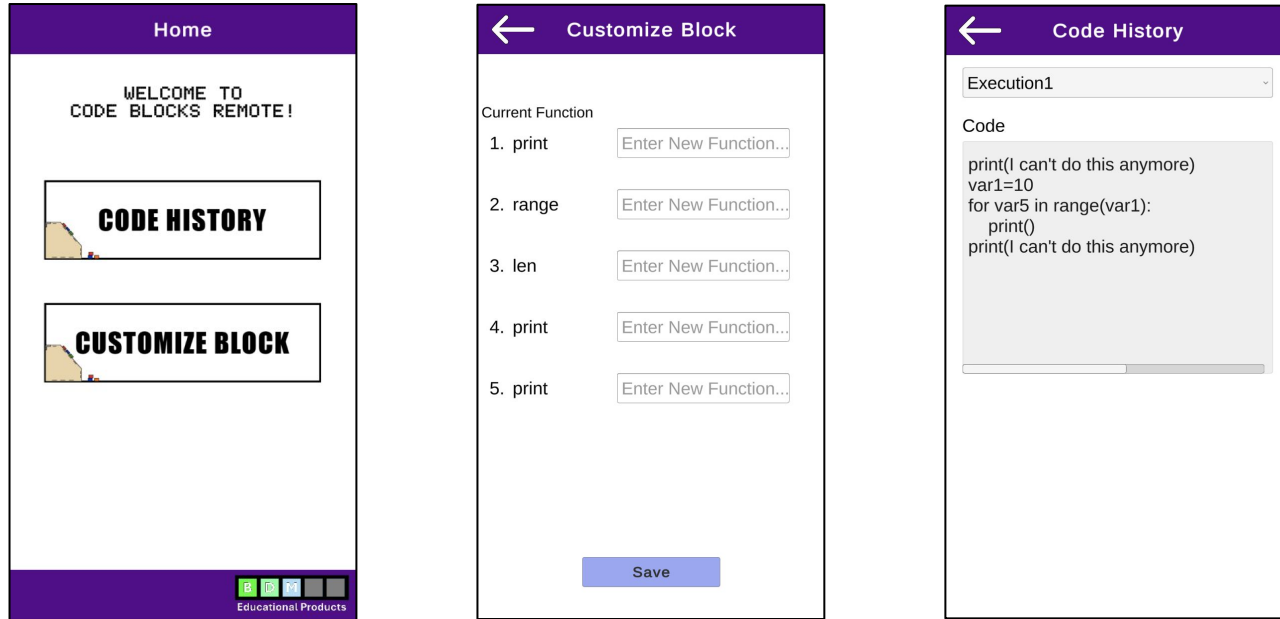 Home
WELCOME TO
CODE BLOCKS REMOTE!
CODE HISTORY
CUSTOMIZE BLOCK
B D M
Educational Products
Customize Block
Current Function
1. print Enter New Function...
2. range Enter New Function...
3. len Enter New Function...
4. print Enter New Function...
5. print Enter New Function...
Save
Code History
Execution1
Code
print(I can't do this anymore)
var1=10
for var5 in range(var1):
    print()
print(I can't do this anymore)